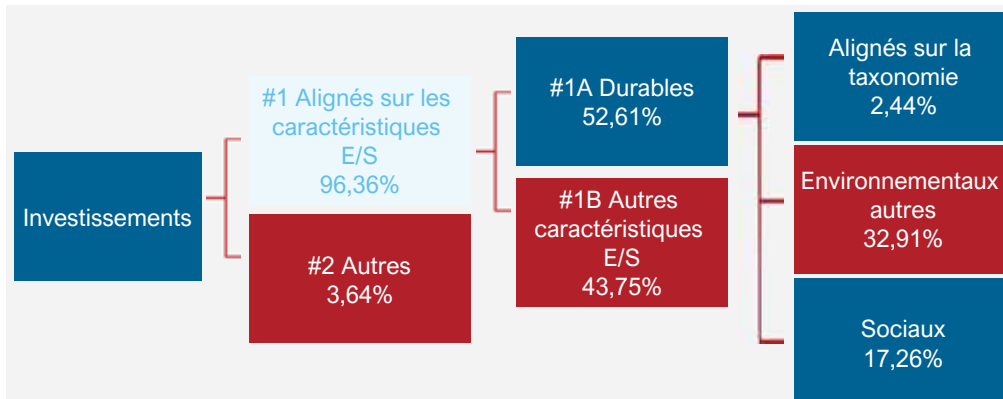 Investissements
#1 Alignés sur les
caractéristiques
E/S
96,36%
#2 Autres
3,64%
#1A Durables
52,61%
#1B Autres
caractéristiques
E/S
43,75%
Alignés sur la
taxonomie
2,44%
Environnementaux
autres
32,91%
Sociaux
17,26%